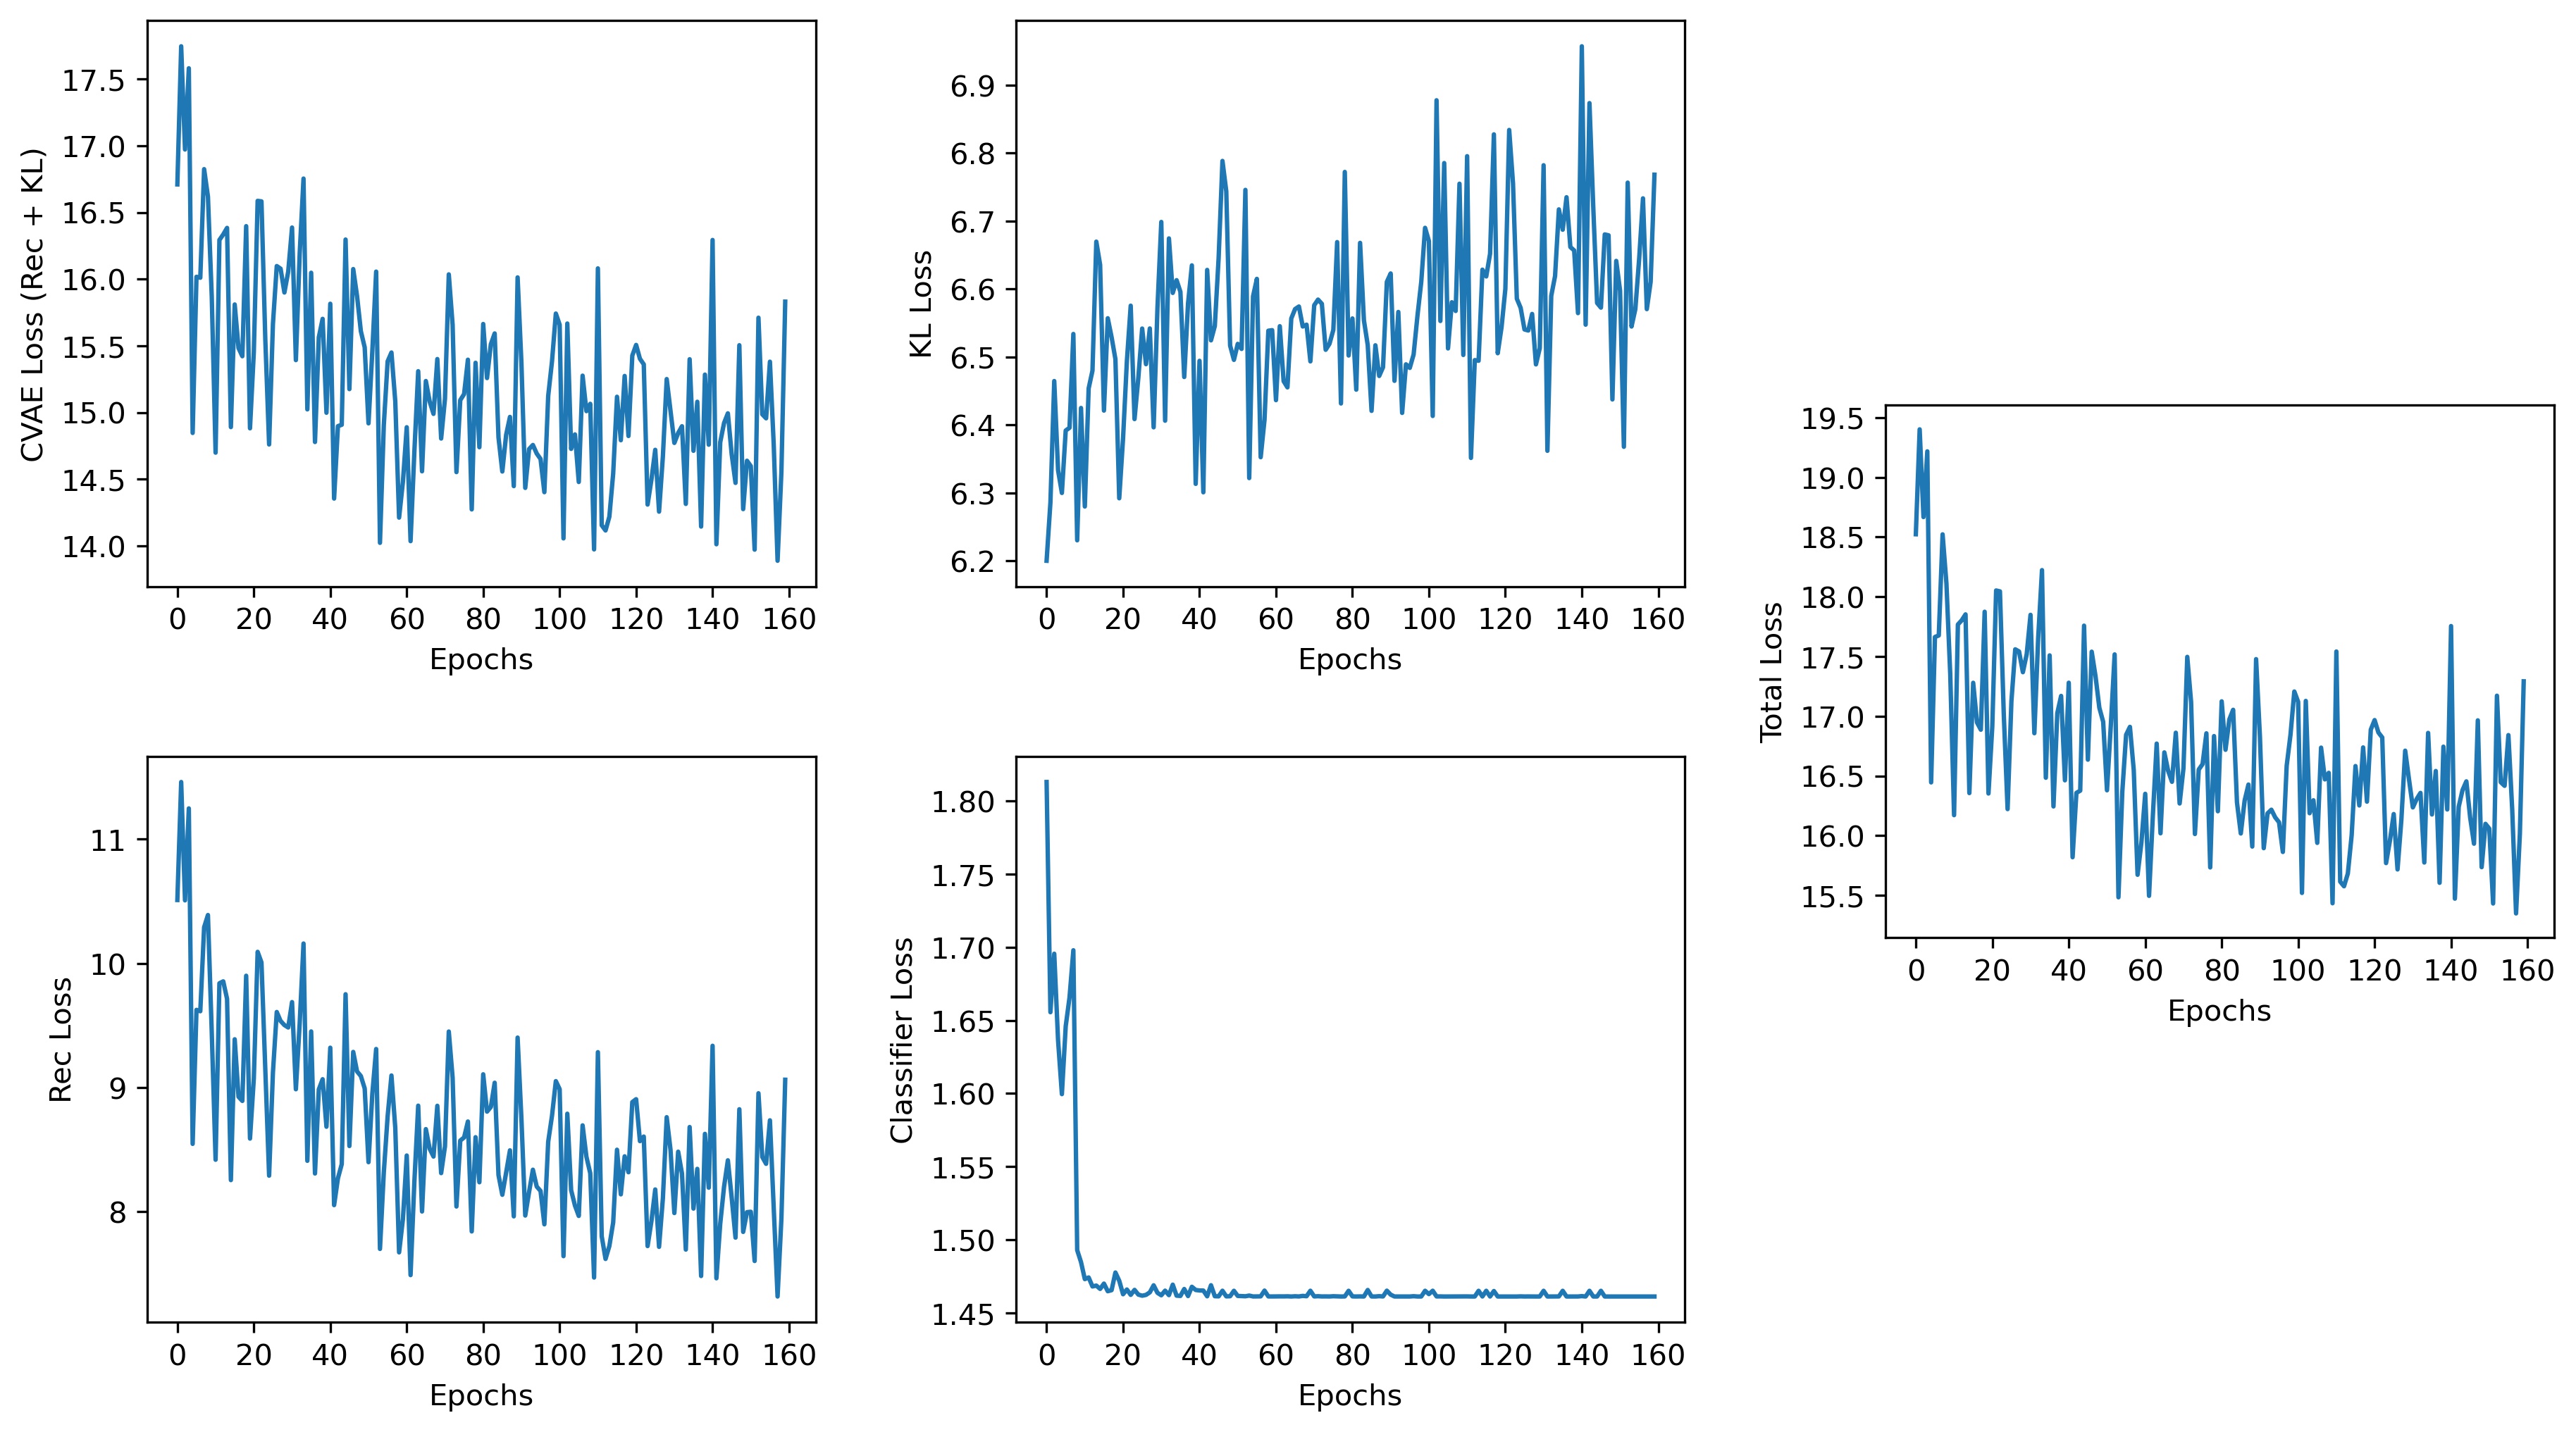 CVAE Loss (Rec + KL)
17.5
17.0
16.5
16.0
15.5
15.0
14.5
14.0
0 20 40 60 80 100 120 140 160
Epochs
KL Loss
6.9
6.8
6.7
6.6
6.5
6.4
6.3
6.2
0 20 40 60 80 100 120 140 160
Epochs
Total Loss
19.5
19.0
18.5
18.0
17.5
17.0
16.5
16.0
15.5
0 20 40 60 80 100 120 140 160
Epochs
Rec Loss
11
10
9
8
0 20 40 60 80 100 120 140 160
Epochs
Classifier Loss
1.80
1.75
1.70
1.65
1.60
1.55
1.50
1.45
0 20 40 60 80 100 120 140 160
Epochs